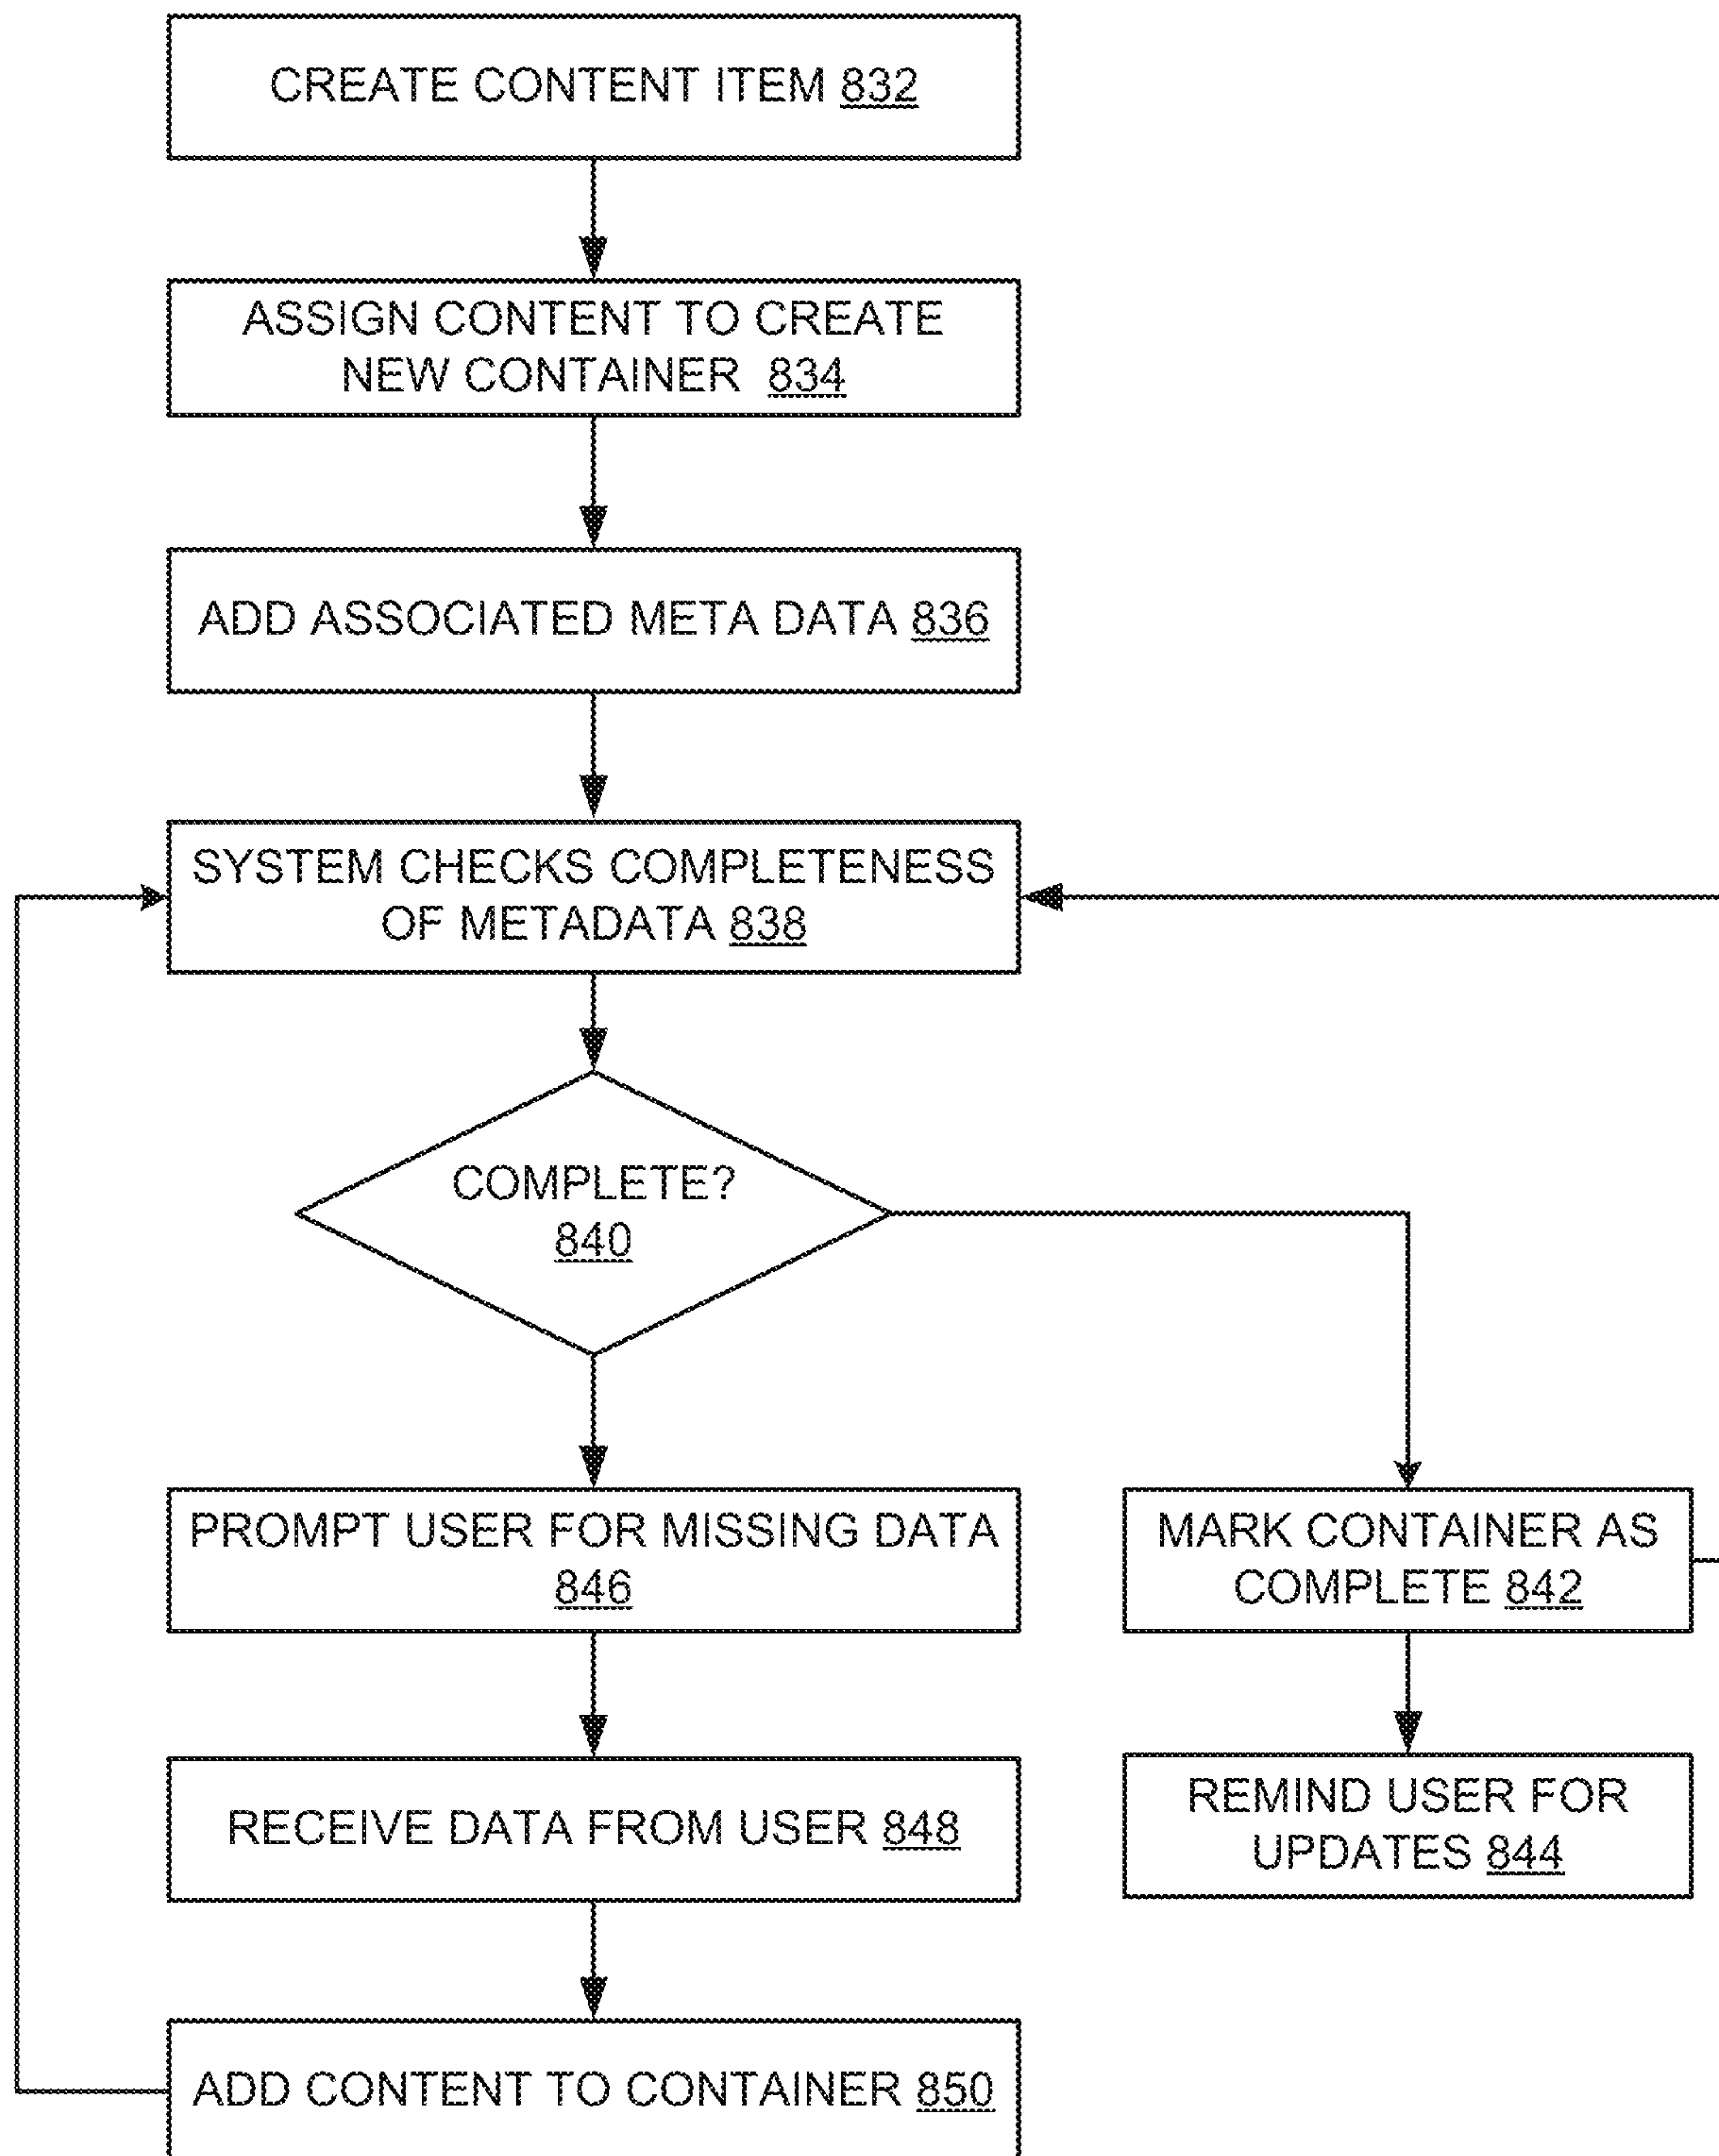 CREATE CONTENT ITEM 832
ASSIGN CONTENT TO CREATE
NEW CONTAINER 834
ADD ASSOCIATED META DATA 836
SYSTEM CHECKS COMPLETENESS
OF METADATA 838
COMPLETE?
840
PROMPT USER FOR MISSING DATA
846
MARK CONTAINER AS
COMPLETE 842
RECEIVE DATA FROM USER 848
REMIND USER FOR
UPDATES 844
ADD CONTENT TO CONTAINER 850